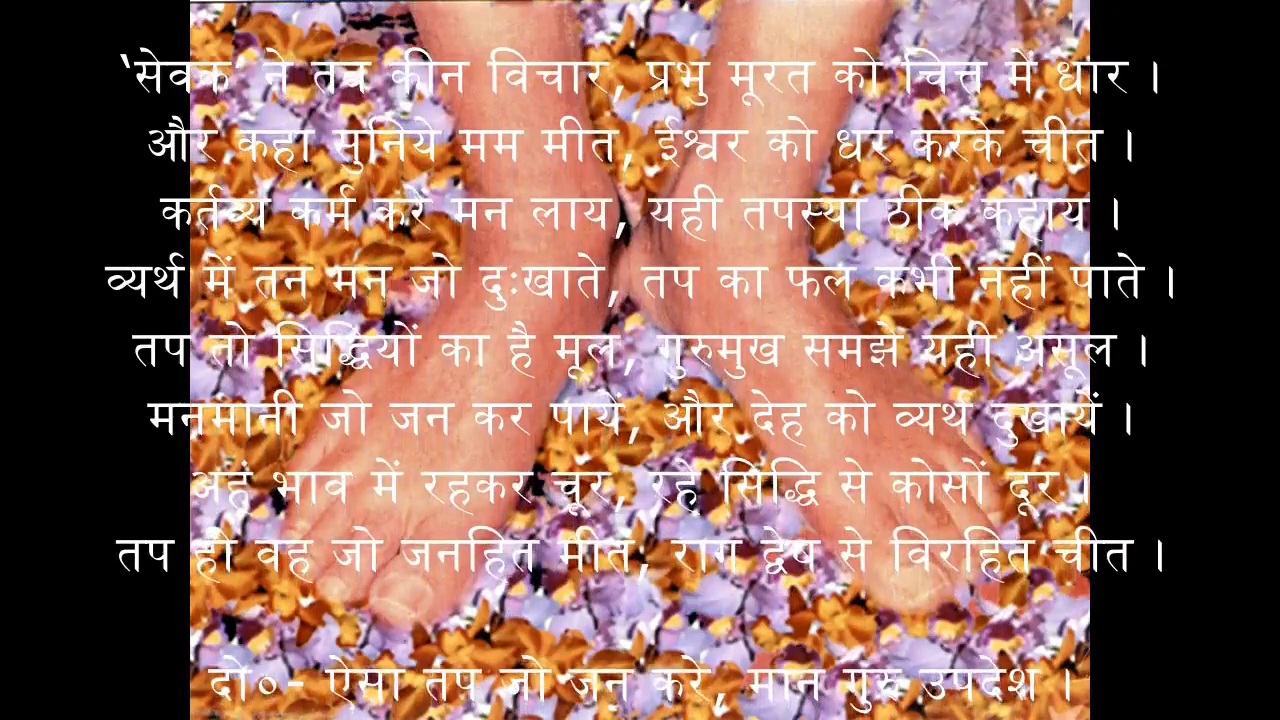 ‘सेवक’ ने तब कीन विचार, प्रभु मूरत को चित्त में धार ।
और कहा सुनिये मम मीत, ईश्वर को धर करके चीत ।
कर्तव्य कर्म करें मन लाय, यही तपस्या ठीक कहाय ।
व्यर्थ में तन मन जो दुःखाते, तप का फल कभी नहीं पाते ।
तप तो सिद्धियों का है मूल, गुरुमुख समझें यही असूल ।
मनमानी जो जन कर पायें, और देह को व्यर्थ दुखायें ।
अहं भाव में रहकर चूर, रहे सिद्धि से कोसों दूर ।
तप ही वह जो जनहित मीत, राग द्वेष से विरहित चीत ।
दो०- ऐसा तप जो जन करे, मान गुरु उपदेश ।